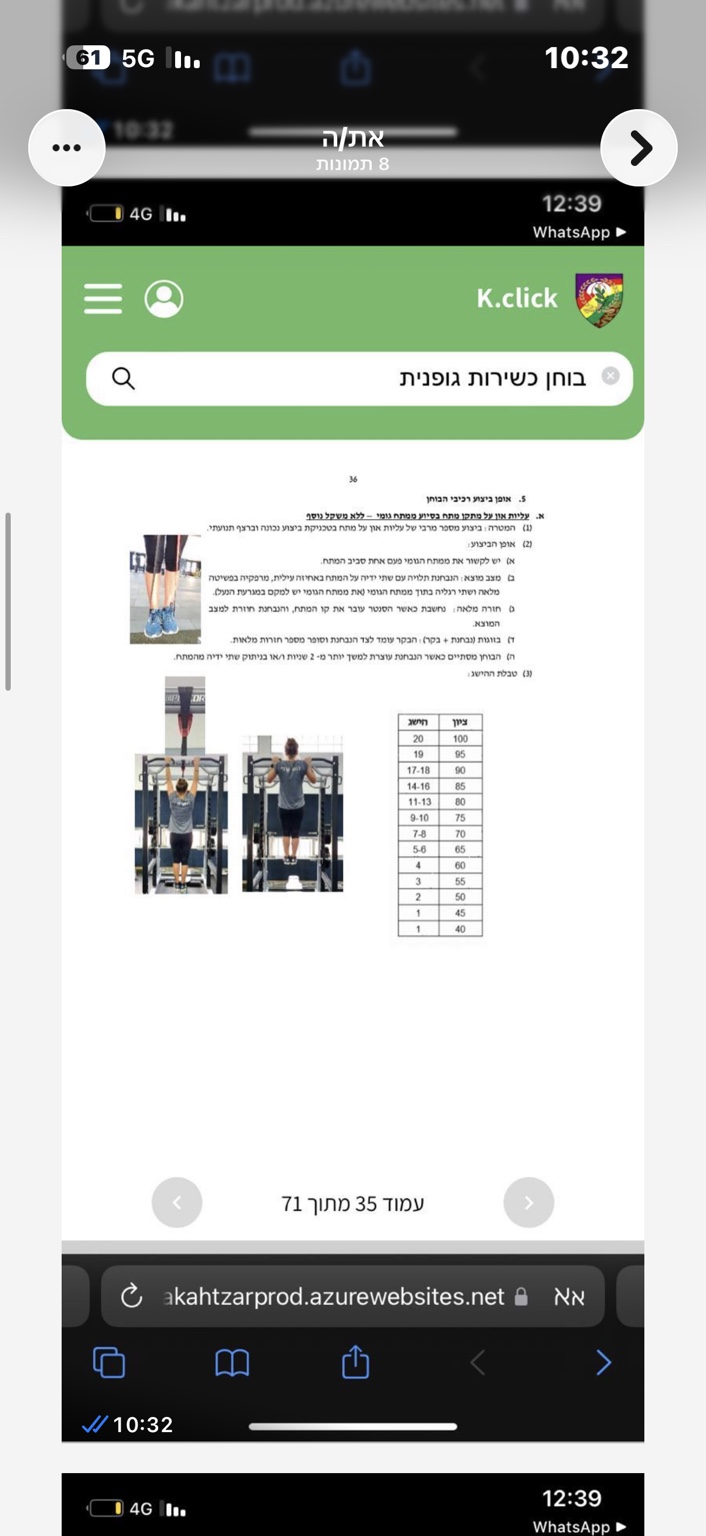 61 5G 10:32
10:32
את/ה
8 תמונות
4G 12:39
WhatsApp
K.click
בוחן כשירות גופנית
36
5. אופן ביצוע רכיבי הבוחן
א. עליות און על מתקן מתח בסיוע ממתח גומי – ללא משקל נוסף
(1) המטרה: ביצוע מספר מרבי של עליות און על מתח בטכניקת ביצוע נכונה וברצף תנועתי.
(2) אופן הביצוע:
א) יש לקשור את ממתח הגומי פעם אחת סביב המתח.
ב) מצב מוצא: הנבחנת תלויה עם שתי ידיה על המתח באחיזה עילית, מרפקיה בפשיטה
מלאה ושתי רגליה בתוך ממתח הגומי (את ממתח הגומי יש למקם במגרעת הנעל).
ג) חזרה מלאה: נחשבת כאשר הסנטר עובר את קו המתח, והנבחנת חוזרת למצב
המוצא.
ד) בזוגות (נבחנת + בקר): הבקר עומד לצד הנבחנת וסופר מספר חזרות מלאות.
ה) הבוחן מסתיים כאשר הנבחנת עוצרת למשך יותר מ- 2 שניות ו/או בניתוק שתי ידיה מהמתח.
(3) טבלת ההישג:
ציון הישג
100 20
95 19
90 17-18
85 14-16
80 11-13
75 9-10
70 7-8
65 5-6
60 4
55 3
50 2
45 1
40 1
עמוד 35 מתוך 71
akahtzarprod.azurewebsites.net אא
10:32
4G 12:39
WhatsApp